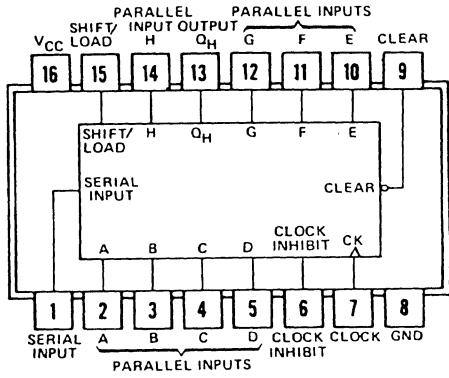 PARALLEL PARALLEL INPUTS
SHIFT/ INPUT OUTPUT
VCC LOAD H QH G F E CLEAR
16 15 14 13 12 11 10 9
SHIFT/ H QH G F E
LOAD
SERIAL
INPUT
CLEAR
CLOCK
A B C D INHIBIT CK
1 2 3 4 5 6 7 8
SERIAL A B C D CLOCK CLOCK GND
INPUT INHIBIT
PARALLEL INPUTS